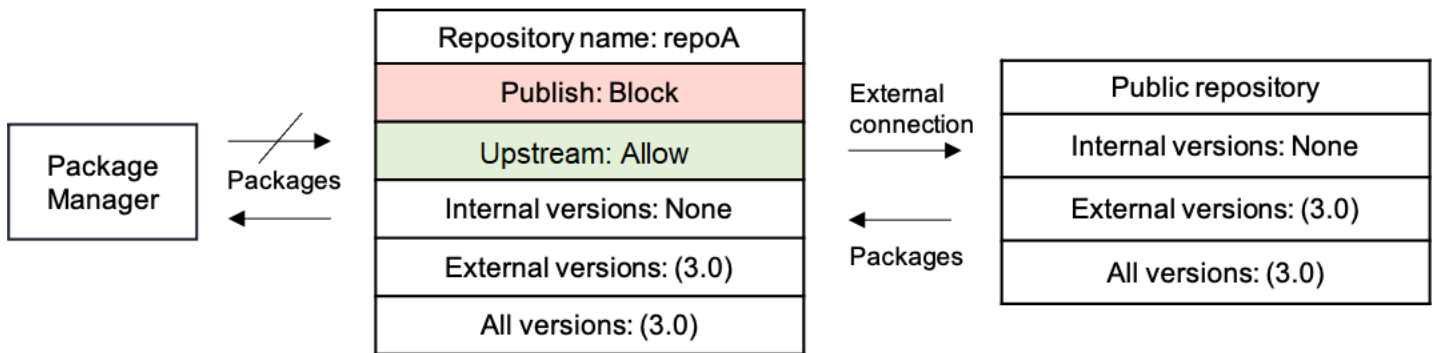 Package
Manager
Packages
Repository name: repoA
Publish: Block
Upstream: Allow
Internal versions: None
External versions: (3.0)
All versions: (3.0)
External
connection
Packages
Public repository
Internal versions: None
External versions: (3.0)
All versions: (3.0)